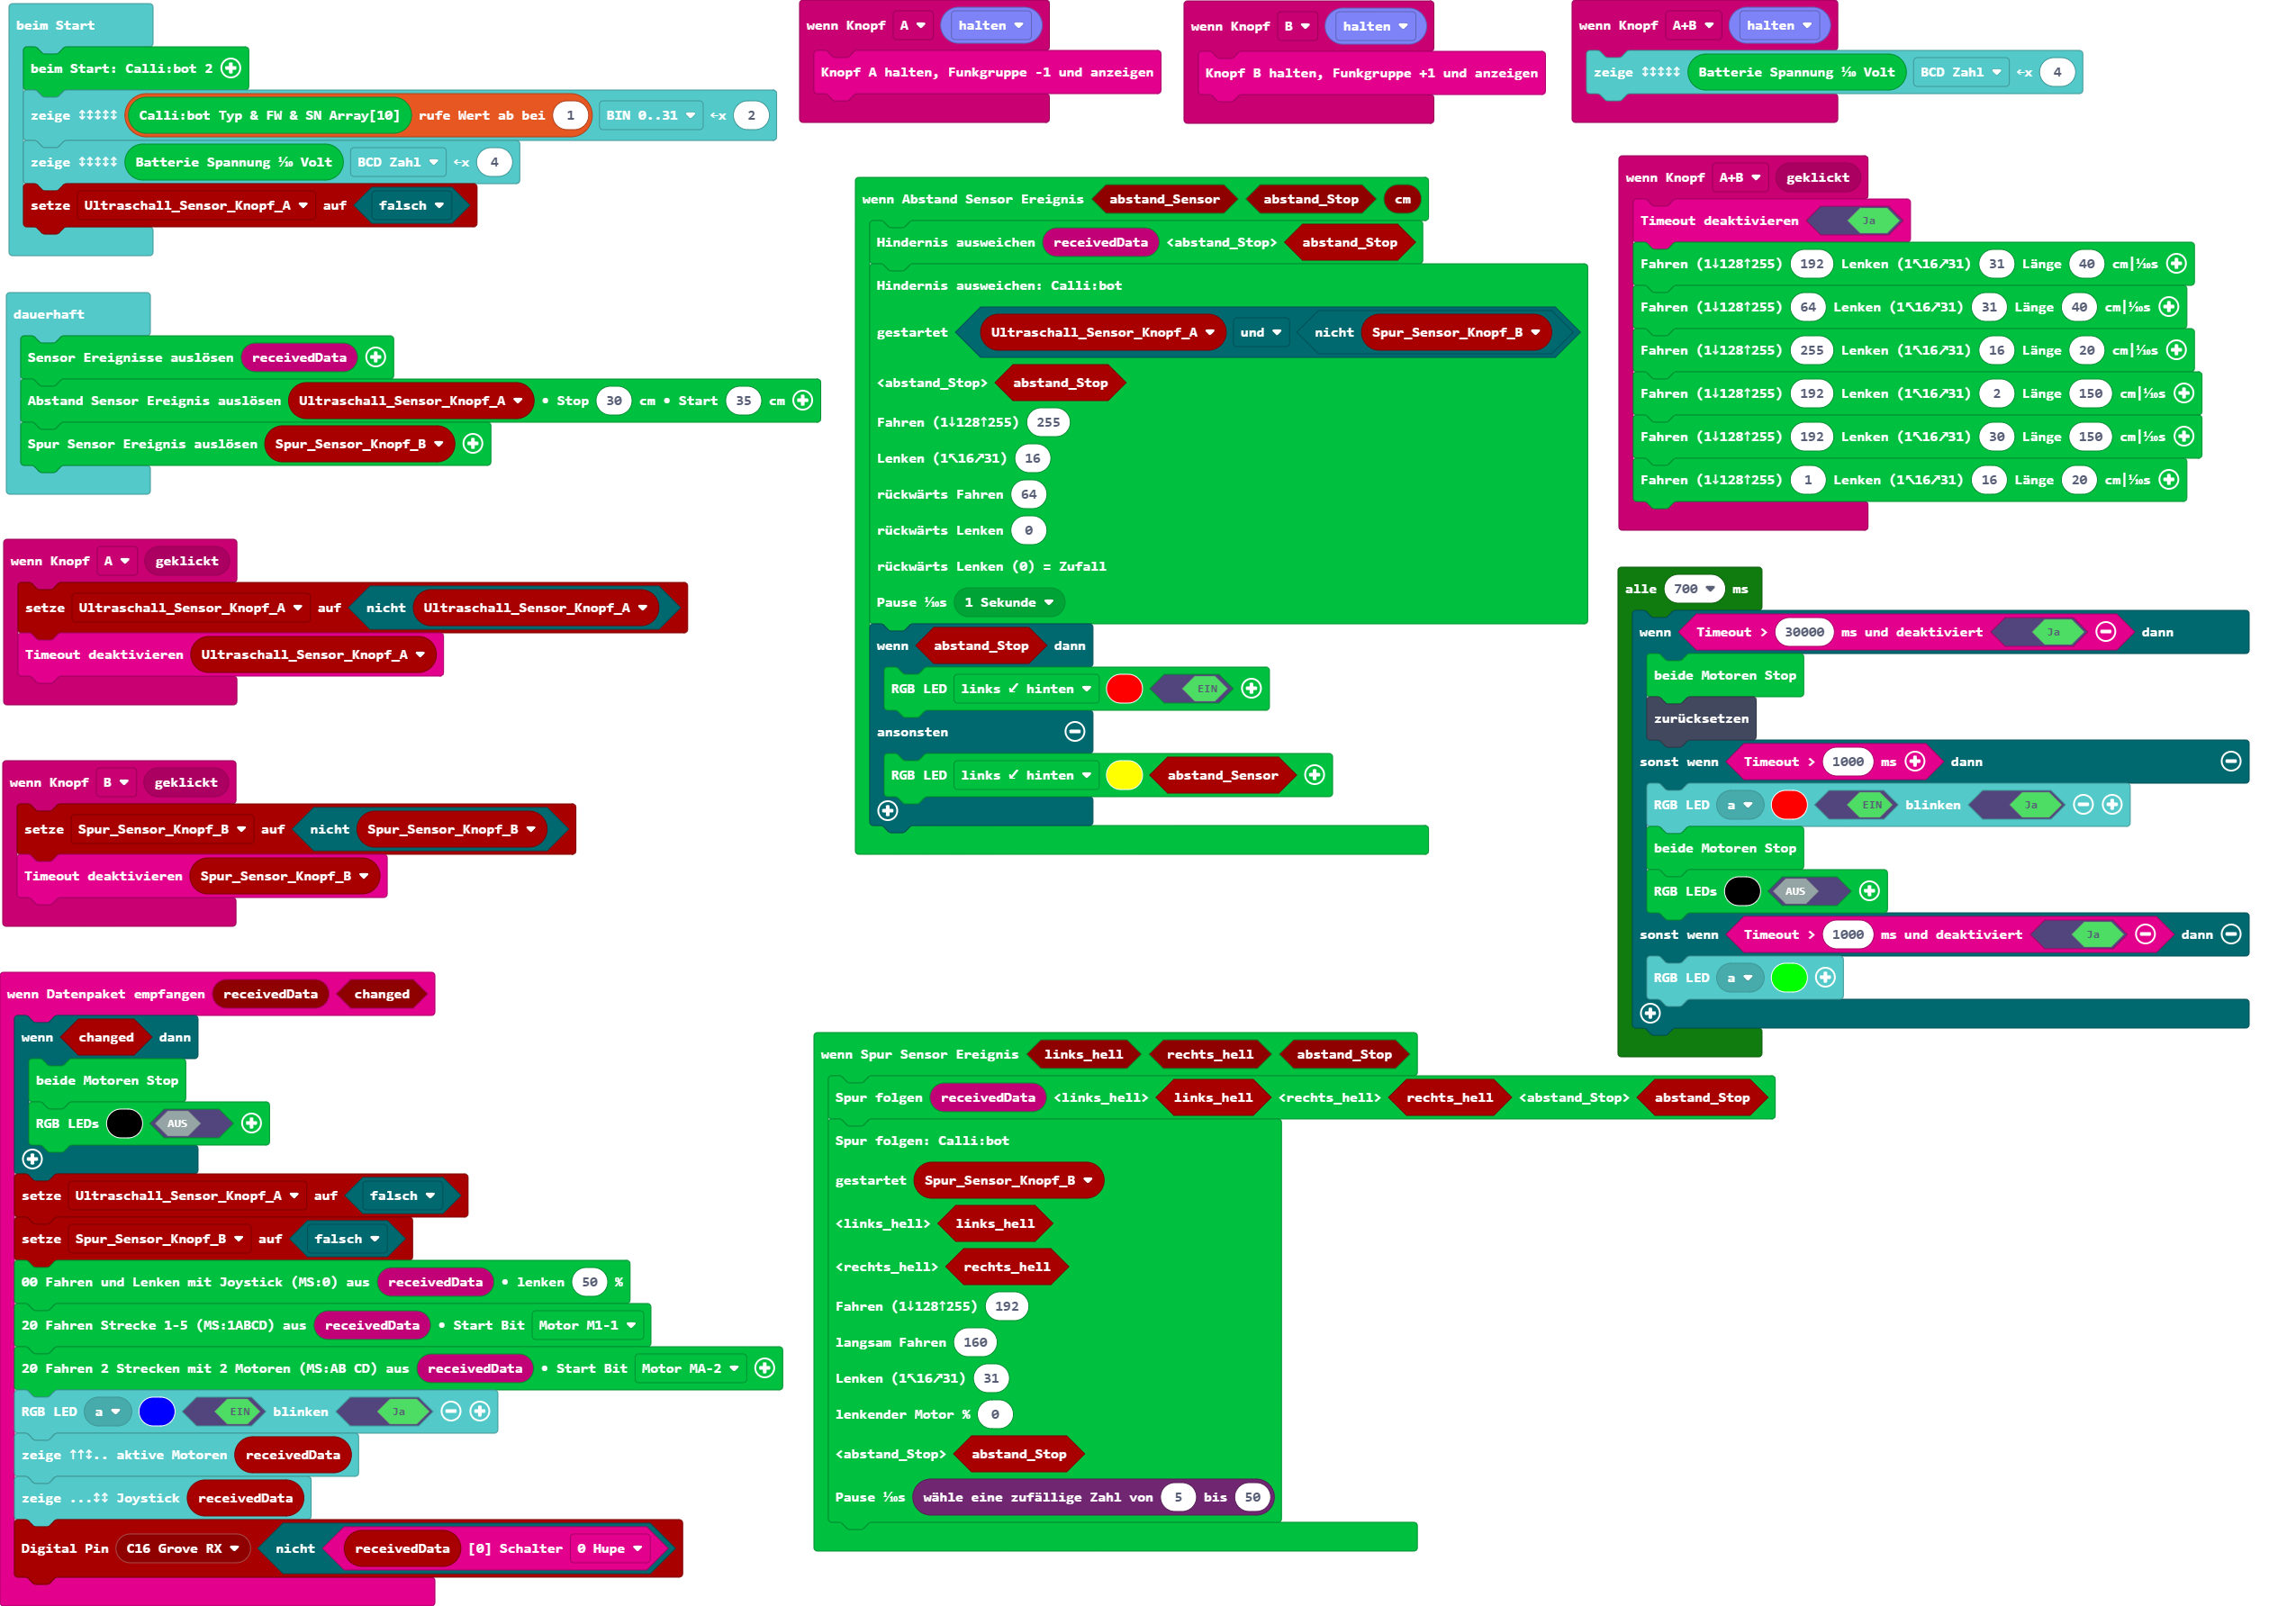 beim Start
beim Start: Calli:bot 2
zeige ↕↕↕↕↕ Calli:bot Typ & FW & SN Array[10] rufe Wert ab bei 1 BIN 0..31 ←x 2
zeige ↕↕↕↕↕ Batterie Spannung ⅒ Volt BCD Zahl ←x 4
setze Ultraschall_Sensor_Knopf_A auf falsch
dauerhaft
Sensor Ereignisse auslösen receivedData
Abstand Sensor Ereignis auslösen Ultraschall_Sensor_Knopf_A • Stop 30 cm • Start 35 cm
Spur Sensor Ereignis auslösen Spur_Sensor_Knopf_B
wenn Knopf A geklickt
setze Ultraschall_Sensor_Knopf_A auf nicht Ultraschall_Sensor_Knopf_A
Timeout deaktivieren Ultraschall_Sensor_Knopf_A
wenn Knopf B geklickt
setze Spur_Sensor_Knopf_B auf nicht Spur_Sensor_Knopf_B
Timeout deaktivieren Spur_Sensor_Knopf_B
wenn Datenpaket empfangen receivedData changed
wenn changed dann
beide Motoren Stop
RGB LEDs AUS
setze Ultraschall_Sensor_Knopf_A auf falsch
setze Spur_Sensor_Knopf_B auf falsch
00 Fahren und Lenken mit Joystick (MS:0) aus receivedData • lenken 50 %
20 Fahren Strecke 1-5 (MS:1ABCD) aus receivedData • Start Bit Motor M1-1
20 Fahren 2 Strecken mit 2 Motoren (MS:AB CD) aus receivedData • Start Bit Motor MA-2
RGB LED a EIN blinken Ja
zeige ↑↑↕.. aktive Motoren receivedData
zeige ...↕↕ Joystick receivedData
Digital Pin C16 Grove RX nicht receivedData [0] Schalter 0 Hupe
wenn Knopf A halten
Knopf A halten, Funkgruppe -1 und anzeigen
wenn Knopf B halten
Knopf B halten, Funkgruppe +1 und anzeigen
wenn Knopf A+B halten
zeige ↕↕↕↕↕ Batterie Spannung ⅒ Volt BCD Zahl ←x 4
wenn Abstand Sensor Ereignis abstand_Sensor abstand_Stop cm
Hindernis ausweichen receivedData <abstand_Stop> abstand_Stop
Hindernis ausweichen: Calli:bot
gestartet Ultraschall_Sensor_Knopf_A und nicht Spur_Sensor_Knopf_B
<abstand_Stop> abstand_Stop
Fahren (1↓128↑255) 255
Lenken (1↖16↗31) 16
rückwärts Fahren 64
rückwärts Lenken 0
rückwärts Lenken (0) = Zufall
Pause ⅒s 1 Sekunde
wenn abstand_Stop dann
RGB LED links ↙ hinten EIN
ansonsten
RGB LED links ↙ hinten abstand_Sensor
wenn Spur Sensor Ereignis links_hell rechts_hell abstand_Stop
Spur folgen receivedData <links_hell> links_hell <rechts_hell> rechts_hell <abstand_Stop> abstand_Stop
Spur folgen: Calli:bot
gestartet Spur_Sensor_Knopf_B
<links_hell> links_hell
<rechts_hell> rechts_hell
Fahren (1↓128↑255) 192
langsam Fahren 160
Lenken (1↖16↗31) 31
lenkender Motor % 0
<abstand_Stop> abstand_Stop
Pause ⅒s wähle eine zufällige Zahl von 5 bis 50
wenn Knopf A+B geklickt
Timeout deaktivieren Ja
Fahren (1↓128↑255) 192 Lenken (1↖16↗31) 31 Länge 40 cm|⅒s
Fahren (1↓128↑255) 64 Lenken (1↖16↗31) 31 Länge 40 cm|⅒s
Fahren (1↓128↑255) 255 Lenken (1↖16↗31) 16 Länge 20 cm|⅒s
Fahren (1↓128↑255) 192 Lenken (1↖16↗31) 2 Länge 150 cm|⅒s
Fahren (1↓128↑255) 192 Lenken (1↖16↗31) 30 Länge 150 cm|⅒s
Fahren (1↓128↑255) 1 Lenken (1↖16↗31) 16 Länge 20 cm|⅒s
alle 700 ms
wenn Timeout > 30000 ms und deaktiviert Ja dann
beide Motoren Stop
zurücksetzen
sonst wenn Timeout > 1000 ms dann
RGB LED a EIN blinken Ja
beide Motoren Stop
RGB LEDs AUS
sonst wenn Timeout > 1000 ms und deaktiviert Ja dann
RGB LED a